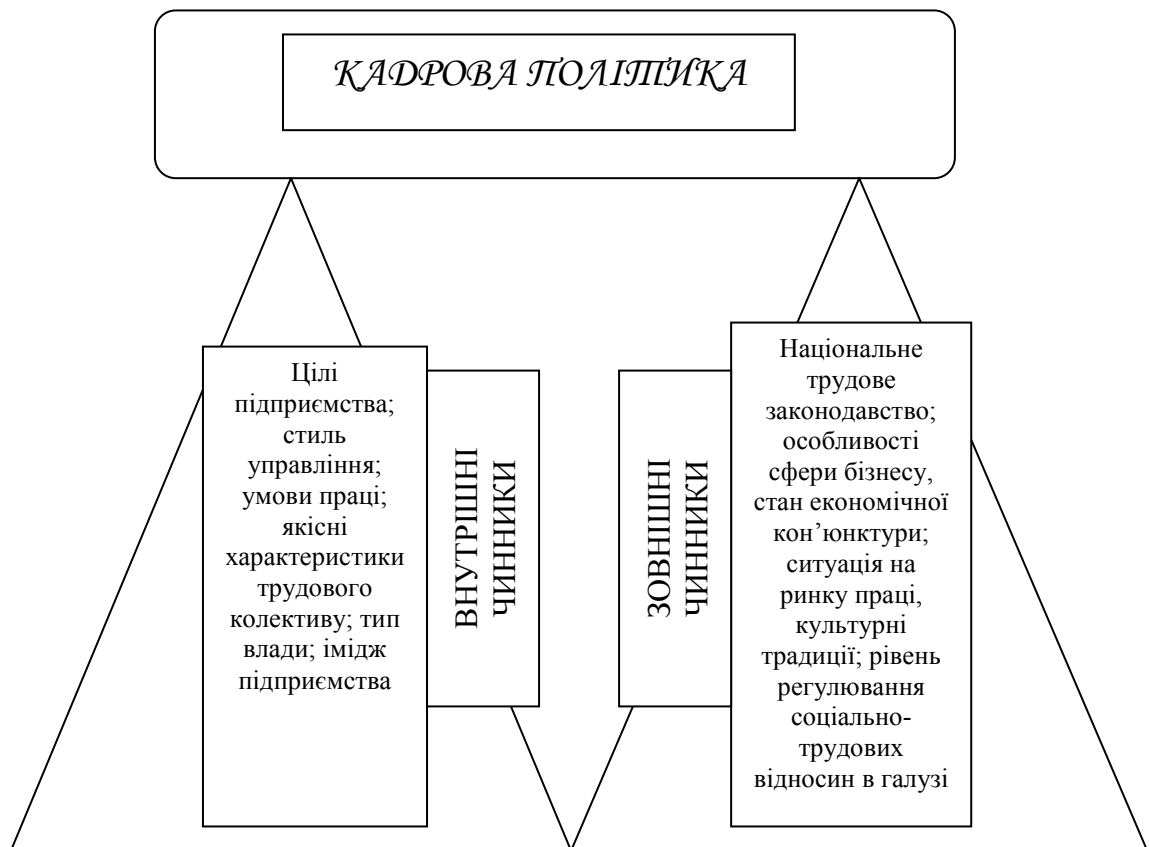 КАДРОВА ПОЛІТИКА
Цілі
підприємства;
стиль
управління;
умови праці;
якісні
характеристики
трудового
колективу; тип
влади; імідж
підприємства
ВНУТРІШНІ
ЧИННИКИ
ЗОВНІШНІ
ЧИННИКИ
Національне
трудове
законодавство;
особливості
сфери бізнесу,
стан економічної
кон’юнктури;
ситуація на
ринку праці,
культурні
традиції; рівень
регулювання
соціально-
трудових
відносин в галузі